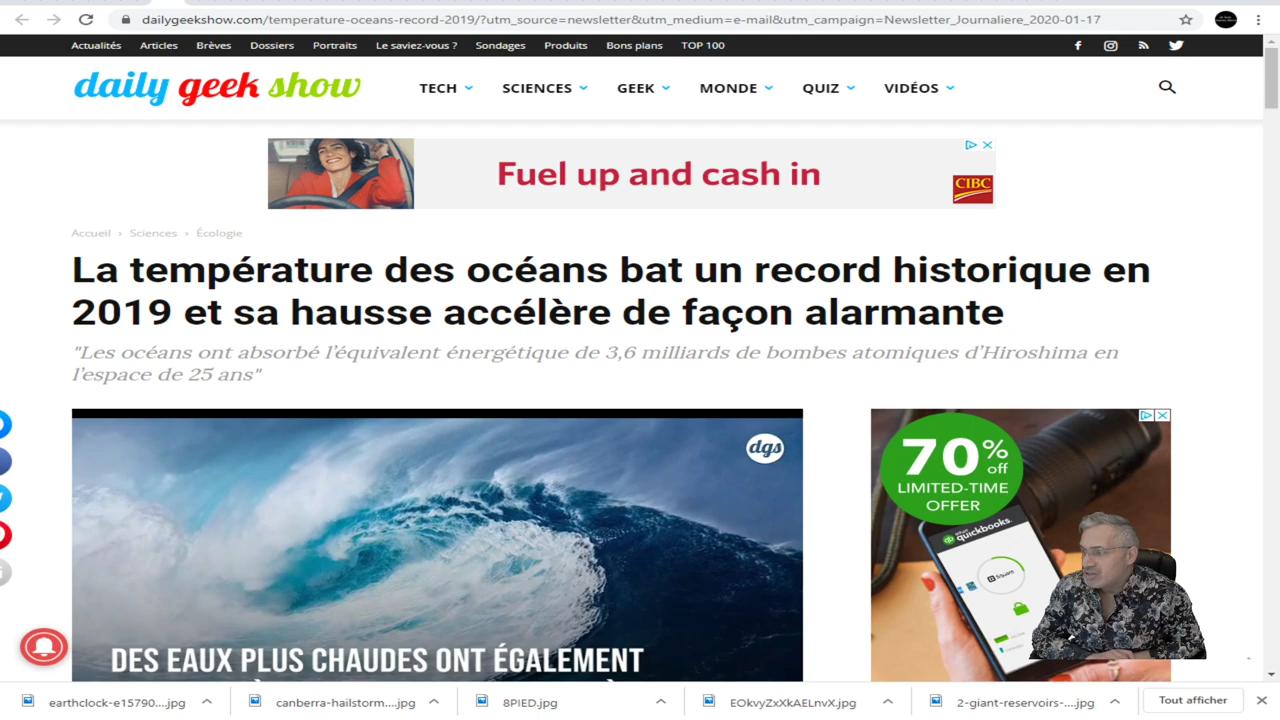 dailygeekshow.com/temperature-oceans-record-2019/?utm_source=newsletter&utm_medium=e-mail&utm_campaign=Newsletter_Journaliere_2020-01-17
Actualités Articles Brèves Dossiers Portraits Le saviez-vous ? Sondages Produits Bons plans TOP 100
daily geek show TECH SCIENCES GEEK MONDE QUIZ VIDÉOS
Fuel up and cash in
CIBC
Accueil › Sciences › Écologie
La température des océans bat un record historique en
2019 et sa hausse accélère de façon alarmante
"Les océans ont absorbé l'équivalent énergétique de 3,6 milliards de bombes atomiques d'Hiroshima en
l'espace de 25 ans"
dgs
70% off
LIMITED-TIME
OFFER
quickbooks.
Square
DES EAUX PLUS CHAUDES ONT ÉGALEMENT
earthclock-e15790....jpg canberra-hailstorm....jpg 8PIED.jpg EOkvyZxXkAELnvX.jpg 2-giant-reservoirs-....jpg Tout afficher